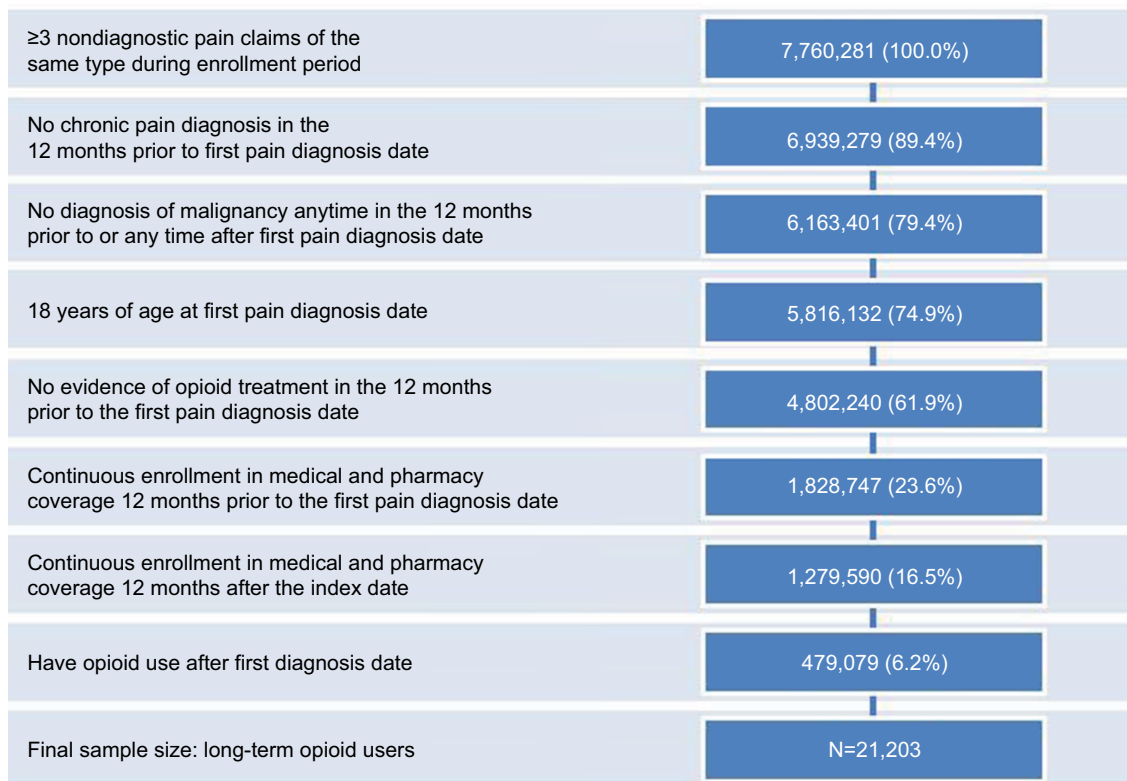 ≥3 nondiagnostic pain claims of the
same type during enrollment period
7,760,281 (100.0%)
No chronic pain diagnosis in the
12 months prior to first pain diagnosis date
6,939,279 (89.4%)
No diagnosis of malignancy anytime in the 12 months
prior to or any time after first pain diagnosis date
6,163,401 (79.4%)
18 years of age at first pain diagnosis date
5,816,132 (74.9%)
No evidence of opioid treatment in the 12 months
prior to the first pain diagnosis date
4,802,240 (61.9%)
Continuous enrollment in medical and pharmacy
coverage 12 months prior to the first pain diagnosis date
1,828,747 (23.6%)
Continuous enrollment in medical and pharmacy
coverage 12 months after the index date
1,279,590 (16.5%)
Have opioid use after first diagnosis date
479,079 (6.2%)
Final sample size: long-term opioid users
N=21,203